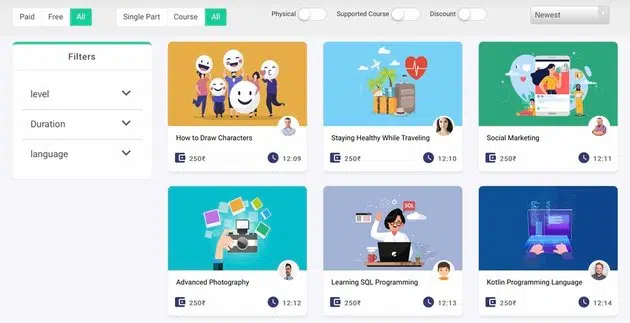 Paid Free All Single Part Course All Physical Supported Course Discount Newest
Filters
level
Duration
language
How to Draw Characters
250₹ 12:09
Staying Healthy While Traveling
250₹ 12:10
Social Marketing
250₹ 12:11
Advanced Photography
250₹ 12:12
SQL
Learning SQL Programming
250₹ 12:13
Kotlin Programming Language
250₹ 12:14